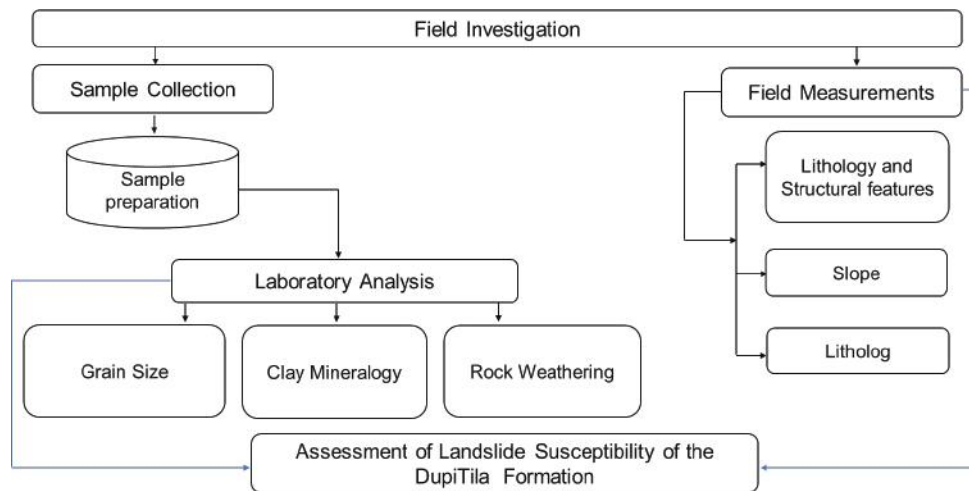 Field Investigation
Sample Collection
Field Measurements
Sample
preparation
Lithology and
Structural features
Laboratory Analysis
Slope
Grain Size
Clay Mineralogy
Rock Weathering
Litholog
Assessment of Landslide Susceptibility of the
DupiTila Formation